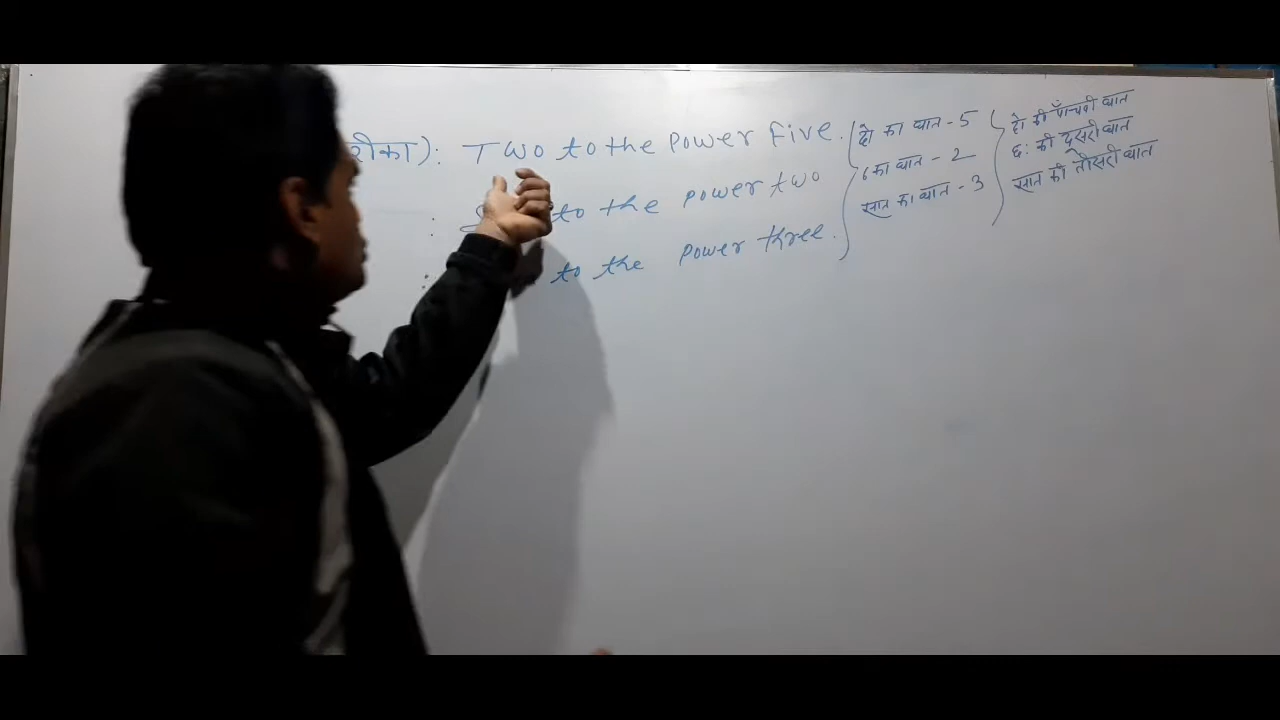 रीका): Two to the power Five. दो का घात - 5 दो की पाँचवी घात
to the power two 6 का घात - 2 छः की दूसरी घात
to the power three. सात का घात - 3 सात की तीसरी घात